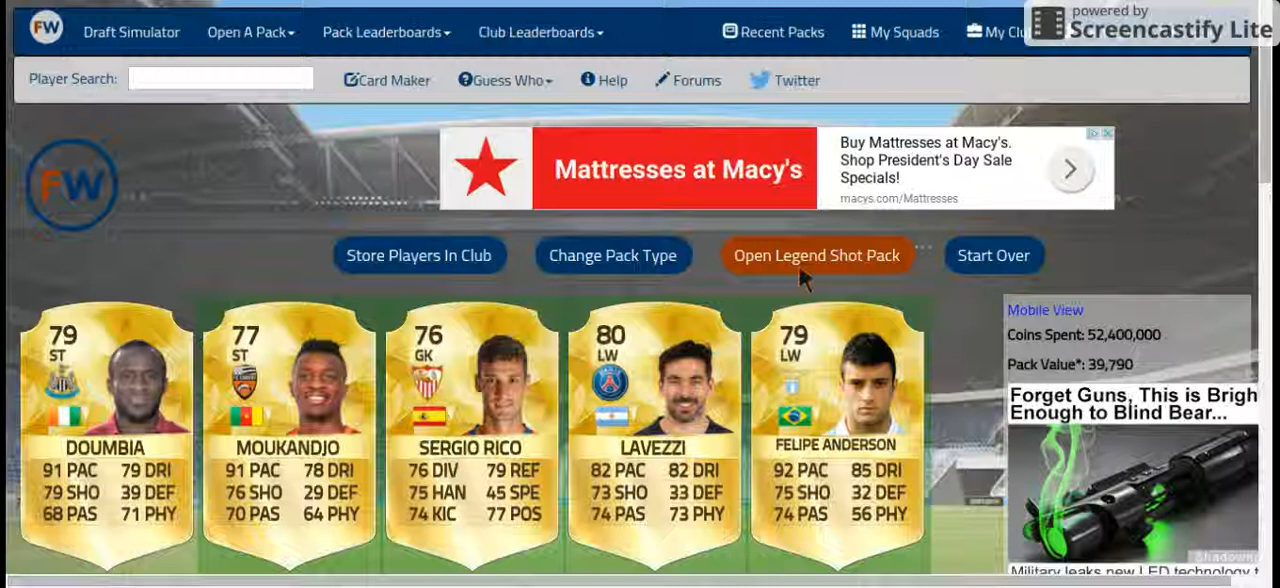 powered by
Screencastify Lite
FW
Draft Simulator
Open A Pack
Pack Leaderboards
Club Leaderboards
Recent Packs
My Squads
My Clu
Player Search:
Card Maker
Guess Who
Help
Forums
Twitter
FW
Mattresses at Macy's
Buy Mattresses at Macy's.
Shop President's Day Sale
Specials!
macys.com/Mattresses
Store Players In Club
Change Pack Type
Open Legend Shot Pack
Start Over
79
ST
DOUMBIA
91 PAC 79 DRI
79 SHO 39 DEF
68 PAS 71 PHY
77
ST
MOUKANDJO
91 PAC 78 DRI
76 SHO 29 DEF
70 PAS 64 PHY
76
GK
SERGIO RICO
76 DIV 79 REF
75 HAN 45 SPE
74 KIC 77 POS
80
LW
LAVEZZI
82 PAC 82 DRI
73 SHO 33 DEF
74 PAS 73 PHY
79
LW
FELIPE ANDERSON
92 PAC 85 DRI
75 SHO 32 DEF
74 PAS 56 PHY
Mobile View
Coins Spent: 52,400,000
Pack Value*: 39,790
Forget Guns, This is Brigh
Enough to Blind Bear...
Military leaks new LED technology